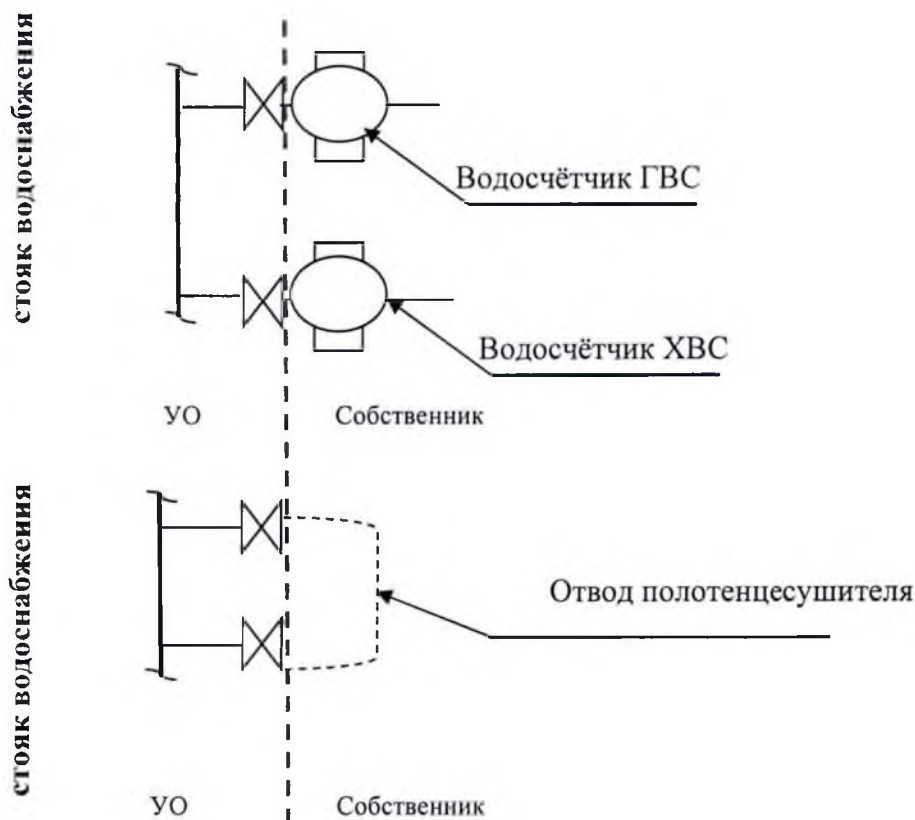 стояк водоснабжения
Водосчётчик ГВС
Водосчётчик ХВС
УО Собственник
стояк водоснабжения
Отвод полотенцесушителя
УО Собственник